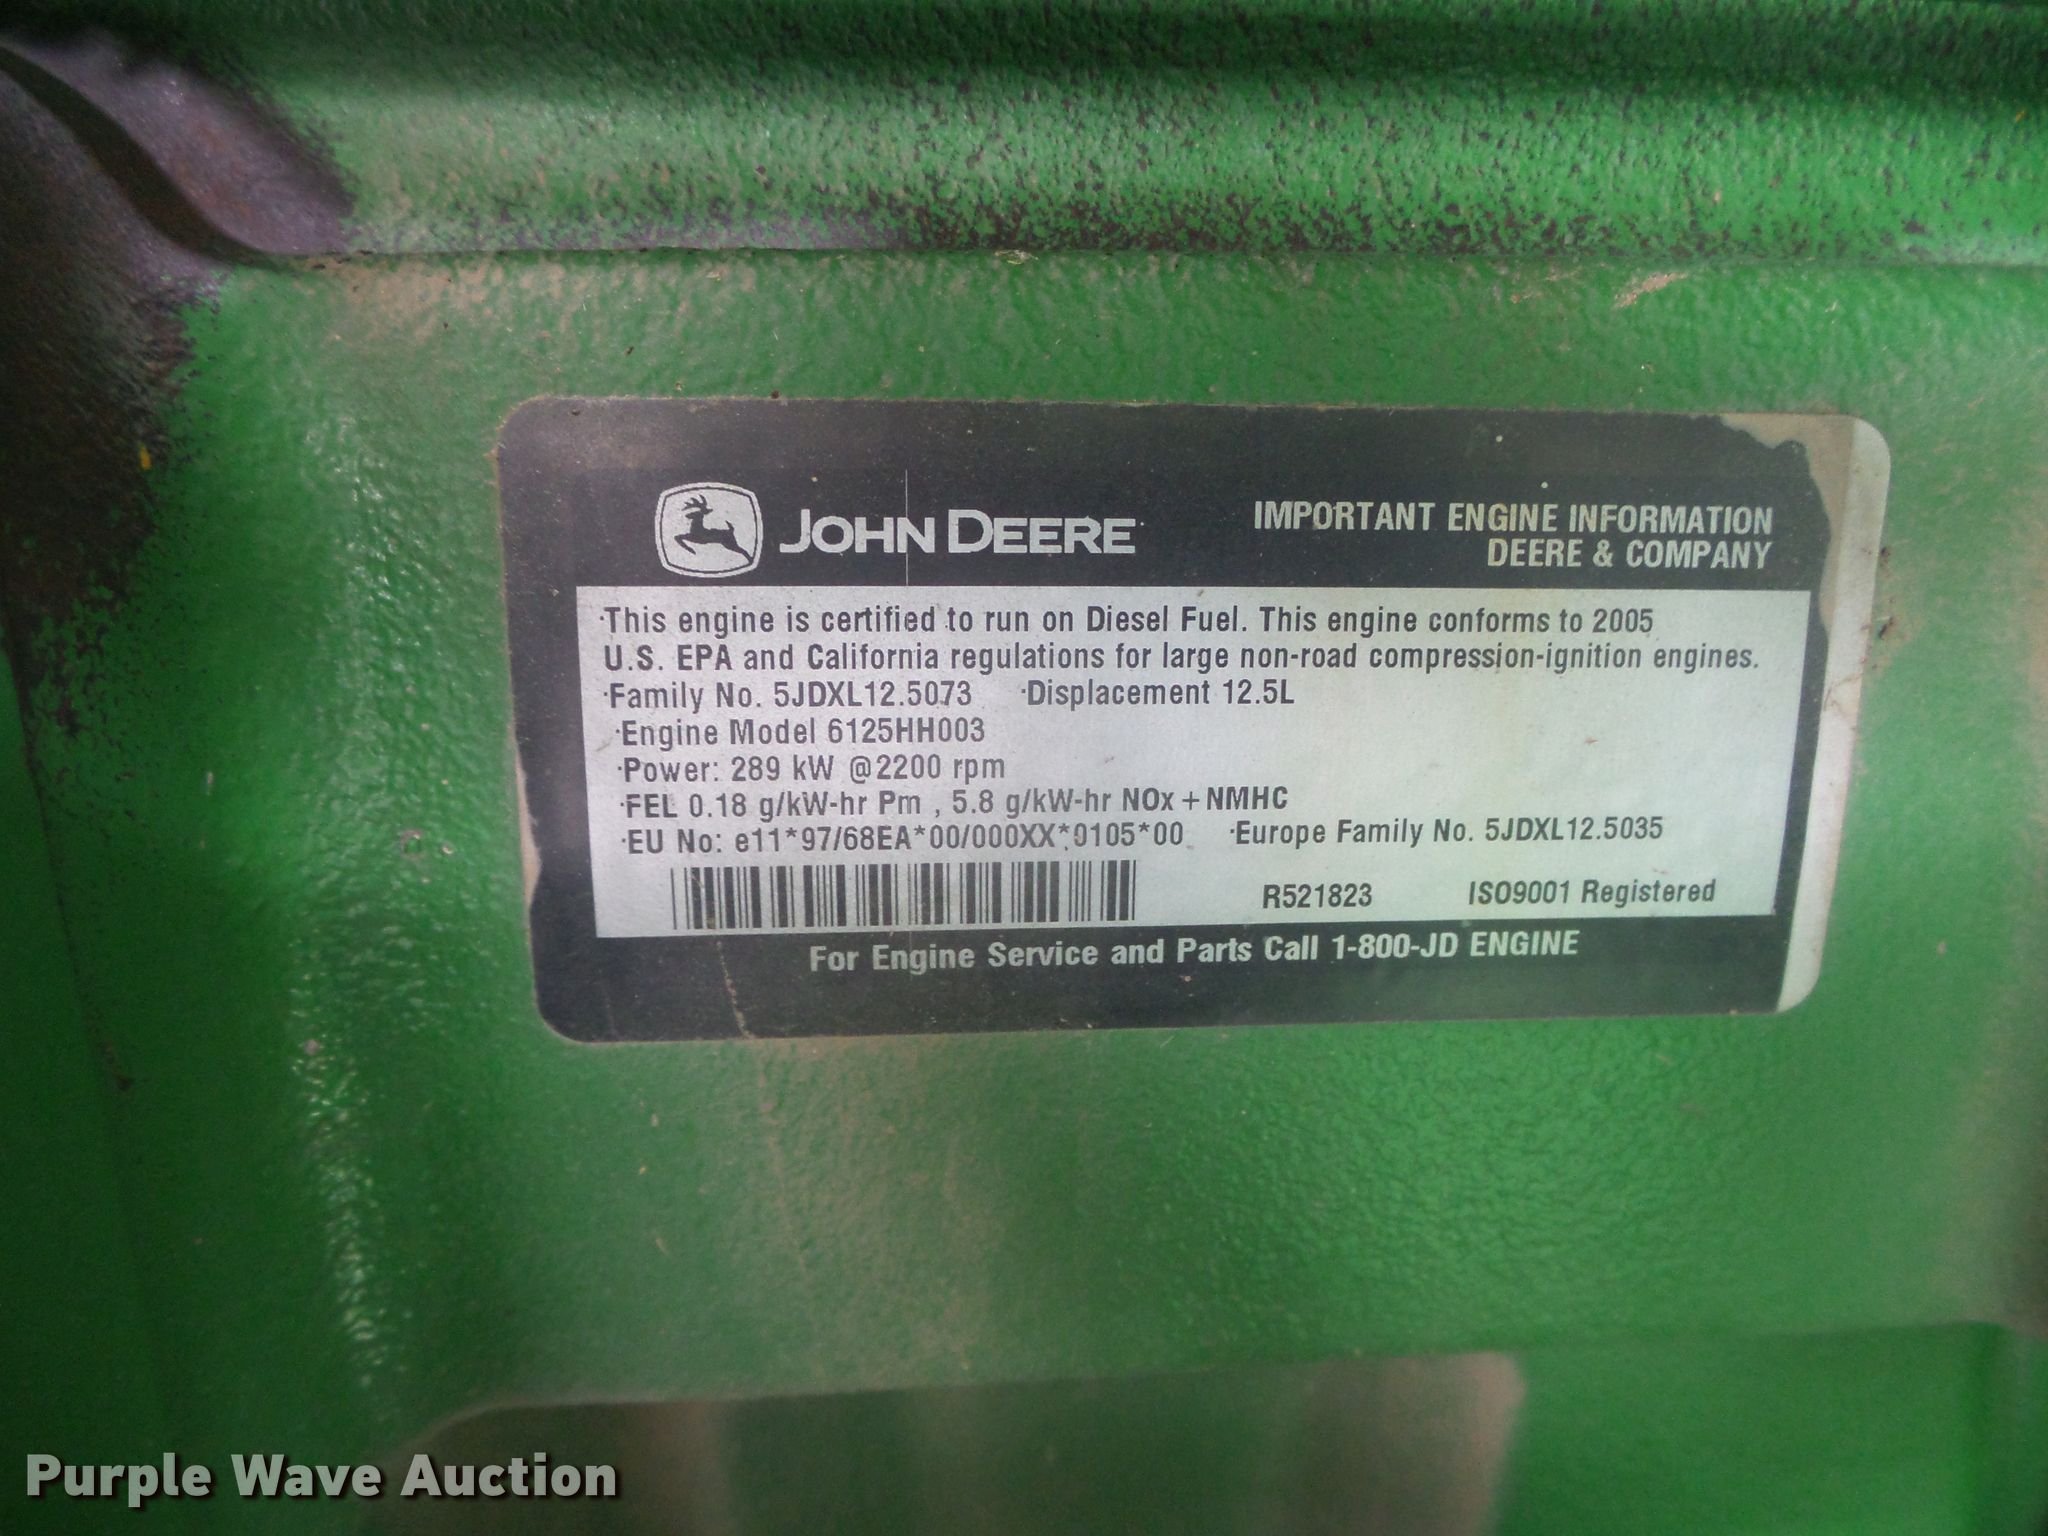 JOHN DEERE
IMPORTANT ENGINE INFORMATION
DEERE & COMPANY
·This engine is certified to run on Diesel Fuel. This engine conforms to 2005
U.S. EPA and California regulations for large non-road compression-ignition engines.
·Family No. 5JDXL12.5073 ·Displacement 12.5L
·Engine Model 6125HH003
·Power: 289 kW @2200 rpm
·FEL 0.18 g/kW-hr Pm , 5.8 g/kW-hr NOx + NMHC
·EU No: e11*97/68EA*00/000XX*0105*00 ·Europe Family No. 5JDXL12.5035
R521823 ISO9001 Registered
For Engine Service and Parts Call 1-800-JD ENGINE
Purple Wave Auction